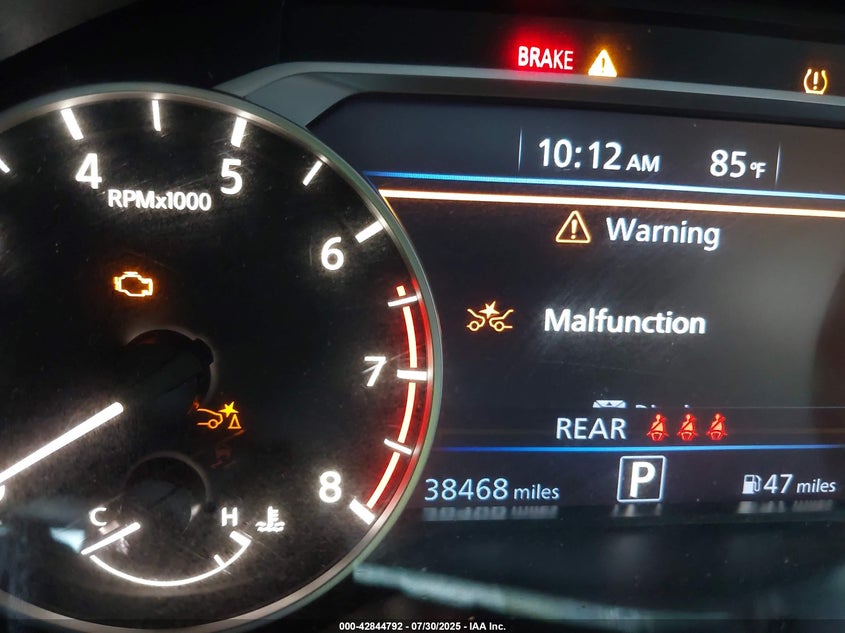 BRAKE
10:12 AM 85°F
4 5
RPMx1000
6
Warning
Malfunction
7
REAR
8
38468 miles P 47 miles
C H
000-42844792 - 07/30/2025 - IAA Inc.